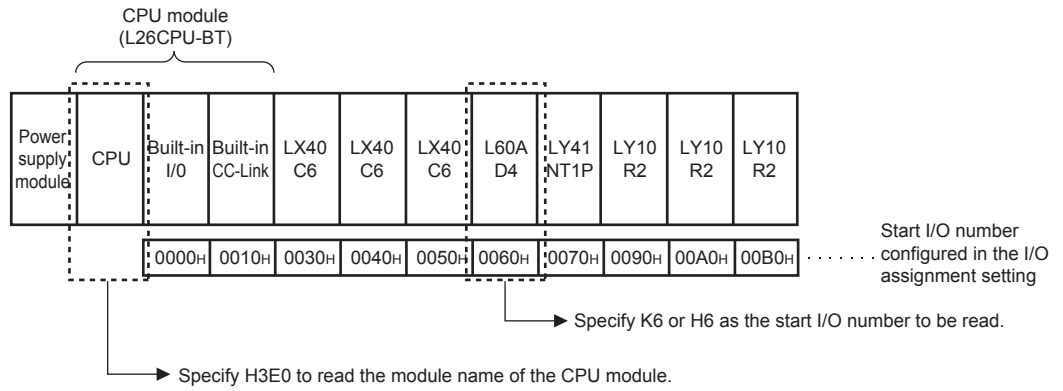 CPU module
(L26CPU-BT)
Power
supply
module
CPU
Built-in
I/0
Built-in
CC-Link
LX40
C6
LX40
C6
LX40
C6
L60A
D4
LY41
NT1P
LY10
R2
LY10
R2
LY10
R2
0000H 0010H 0030H 0040H 0050H 0060H 0070H 0090H 00A0H 00B0H
Start I/O number
configured in the I/O
assignment setting
Specify K6 or H6 as the start I/O number to be read.
Specify H3E0 to read the module name of the CPU module.